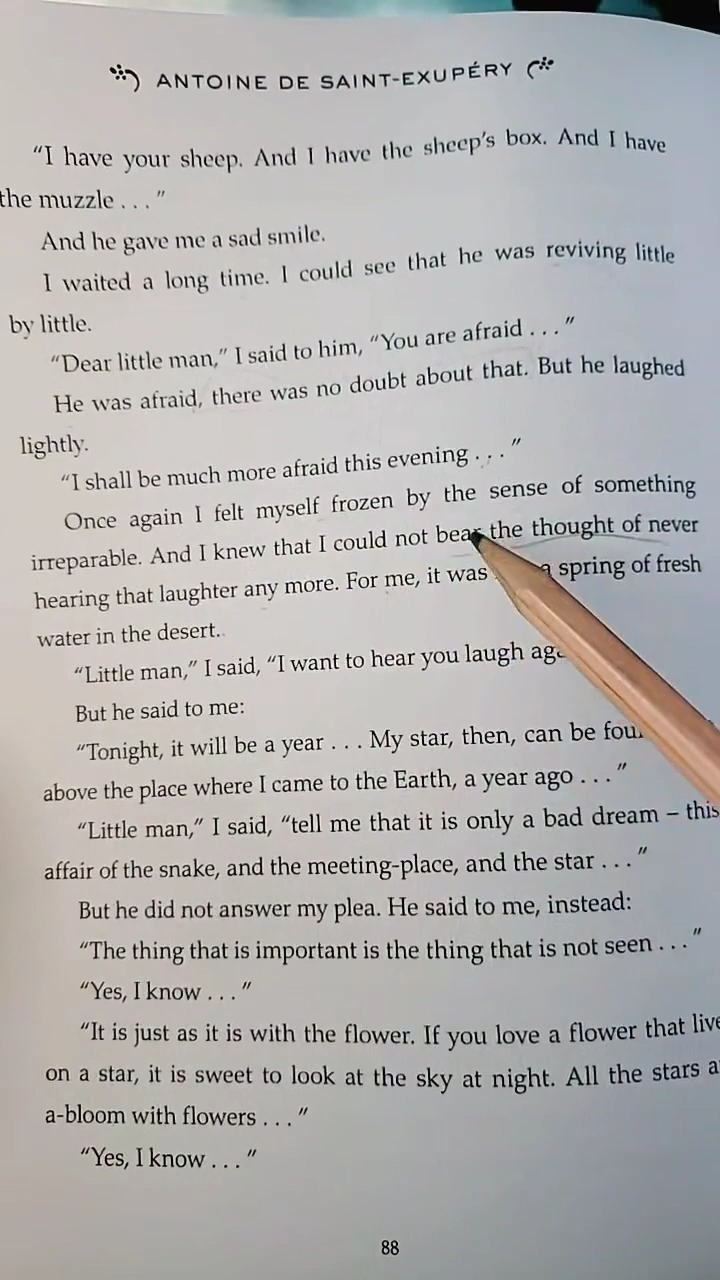 ANTOINE DE SAINT-EXUPÉRY
“I have your sheep. And I have the sheep’s box. And I have
the muzzle . . . ”
And he gave me a sad smile.
I waited a long time. I could see that he was reviving little
by little.
“Dear little man,” I said to him, “You are afraid . . . ”
He was afraid, there was no doubt about that. But he laughed
lightly.
“I shall be much more afraid this evening . . . ”
Once again I felt myself frozen by the sense of something
irreparable. And I knew that I could not bear the thought of never
hearing that laughter any more. For me, it was a spring of fresh
water in the desert.
“Little man,” I said, “I want to hear you laugh
But he said to me:
“Tonight, it will be a year . . . My star, then, can be
above the place where I came to the Earth, a year ago . . . ”
“Little man,” I said, “tell me that it is only a bad dream – this
affair of the snake, and the meeting-place, and the star . . . ”
But he did not answer my plea. He said to me, instead:
“The thing that is important is the thing that is not seen . . . ”
“Yes, I know . . . ”
“It is just as it is with the flower. If you love a flower that
on a star, it is sweet to look at the sky at night. All the stars
a-bloom with flowers . . . ”
“Yes, I know . . . ”
88